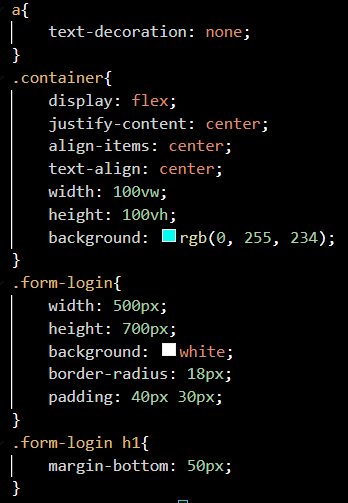 a{
    text-decoration: none;
}
.container{
    display: flex;
    justify-content: center;
    align-items: center;
    text-align: center;
    width: 100vw;
    height: 100vh;
    background: rgb(0, 255, 234);
}
.form-login{
    width: 500px;
    height: 700px;
    background: white;
    border-radius: 18px;
    padding: 40px 30px;
}
.form-login h1{
    margin-bottom: 50px;
}